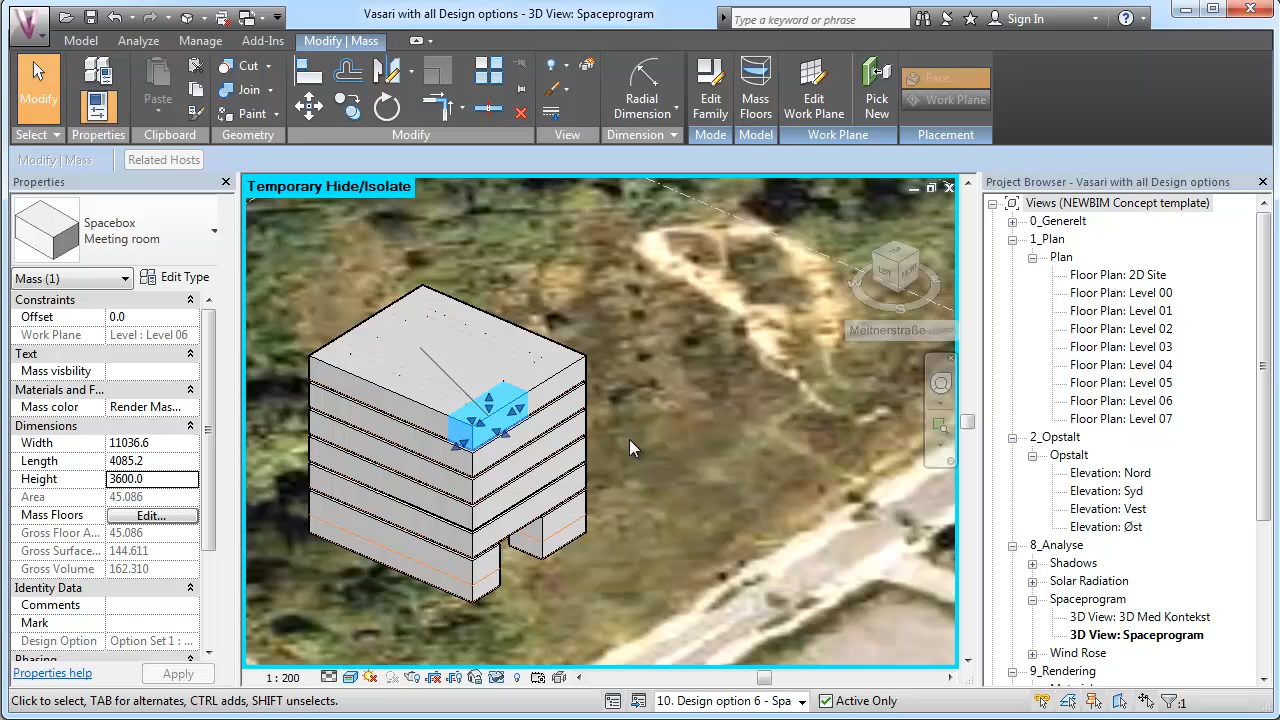 Vasari with all Design options - 3D View: Spaceprogram
Type a keyword or phrase
Sign In
Model
Analyze
Manage
Add-Ins
Modify | Mass
Modify
Paste
Cut
Join
Paint
Radial
Dimension
Edit
Family
Mass
Floors
Edit
Work Plane
Pick
New
Face
Work Plane
Select
Properties
Clipboard
Geometry
Modify
View
Dimension
Mode
Model
Work Plane
Placement
Modify | Mass
Related Hosts
Properties
Spacebox
Meeting room
Mass (1)
Edit Type
Constraints
Offset 0.0
Work Plane Level : Level 06
Text
Mass visibility
Materials and F...
Mass color Render Mas...
Dimensions
Width 11036.6
Length 4085.2
Height 3600.0
Area 45.086
Mass Floors Edit...
Gross Floor A... 45.086
Gross Surface... 144.611
Gross Volume 162.310
Identity Data
Comments
Mark
Design Option Option Set 1 : ...
Phasing
Properties help
Apply
Temporary Hide/Isolate
LEFT
FRONT
Meitnerstraße ...
1 : 200
Project Browser - Vasari with all Design options
Views (NEWBIM Concept template)
0_Generelt
1_Plan
Plan
Floor Plan: 2D Site
Floor Plan: Level 00
Floor Plan: Level 01
Floor Plan: Level 02
Floor Plan: Level 03
Floor Plan: Level 04
Floor Plan: Level 05
Floor Plan: Level 06
Floor Plan: Level 07
2_Opstalt
Opstalt
Elevation: Nord
Elevation: Syd
Elevation: Vest
Elevation: Øst
8_Analyse
Shadows
Solar Radiation
Spaceprogram
3D View: 3D Med Kontekst
3D View: Spaceprogram
Wind Rose
9_Rendering
Click to select, TAB for alternates, CTRL adds, SHIFT unselects.
10. Design option 6 - Spa
Active Only
:1